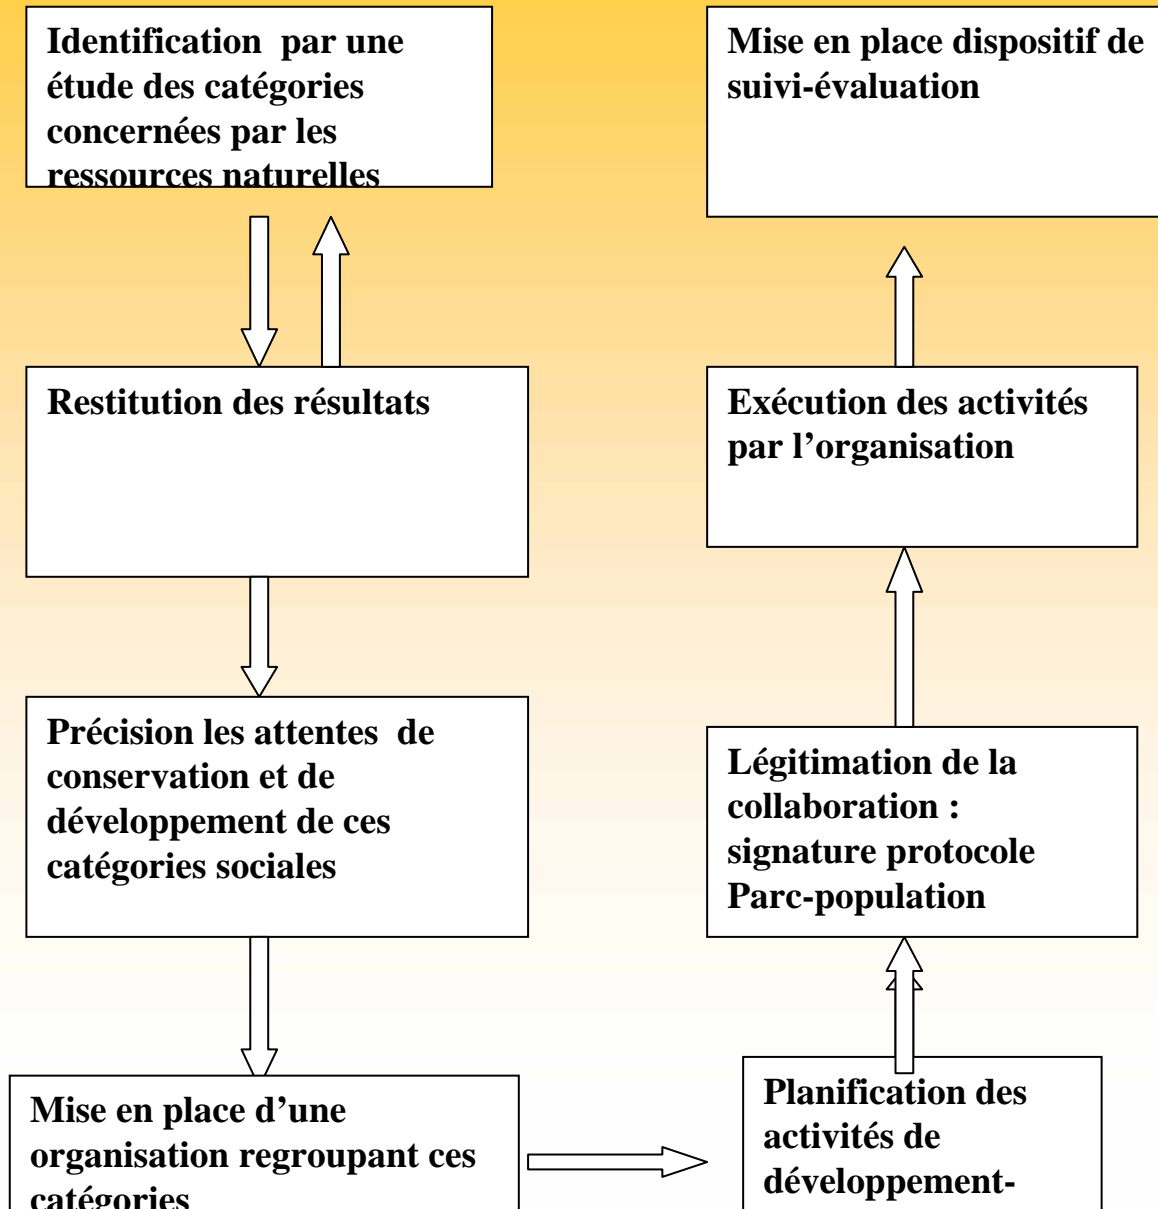 Identification  par une
étude des catégories
concernées par les
ressources naturelles
Restitution des résultats
Précision les attentes  de
conservation et de
développement de ces
catégories sociales
Mise en place d’une
organisation regroupant ces
catégories
Planification des
activités de
développement-
Légitimation de la
collaboration :
signature protocole
Parc-population
Exécution des activités
par l’organisation
Mise en place dispositif de
suivi-évaluation